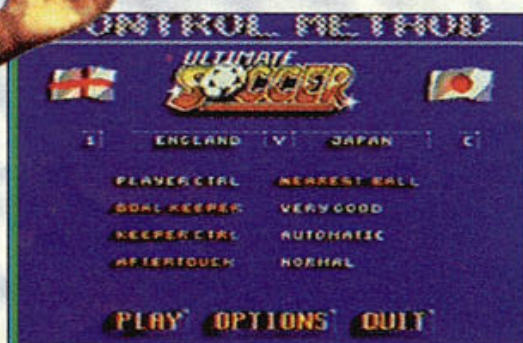 CONTROL METHOD
ULTIMATE
SOCCER
1 ENGLAND V JAPAN C
PLAYER CTRL NEAREST BALL
GOAL KEEPER VERY GOOD
KEEPER CTRL AUTOMATIC
AFTERTOUCH NORMAL
PLAY OPTIONS QUIT